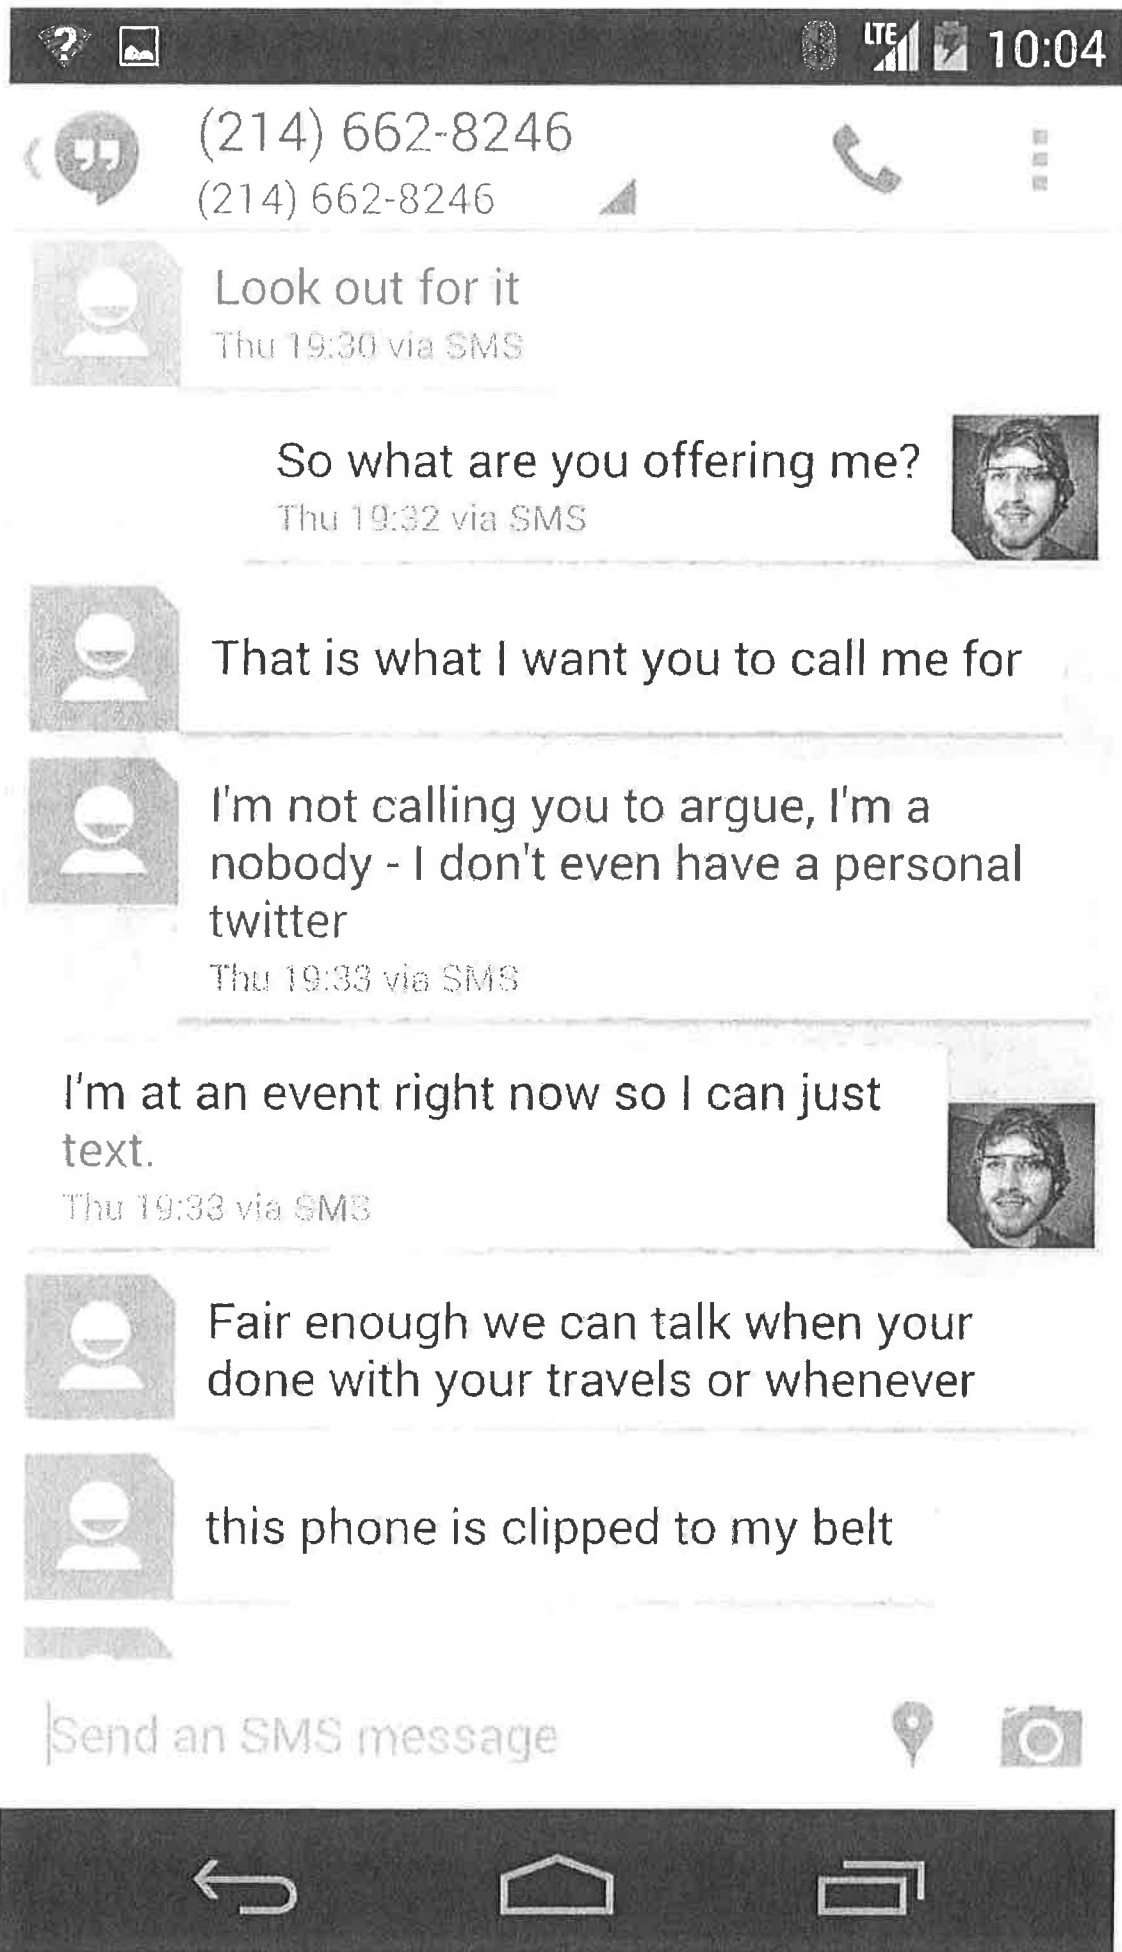 10:04
LTE
(214) 662-8246
(214) 662-8246
Look out for it
Thu 19:30 via SMS
So what are you offering me?
Thu 19:32 via SMS
That is what I want you to call me for
I'm not calling you to argue, I'm a
nobody - I don't even have a personal
twitter
Thu 19:33 via SMS
I'm at an event right now so I can just
text.
Thu 19:33 via SMS
Fair enough we can talk when your
done with your travels or whenever
this phone is clipped to my belt
Send an SMS message